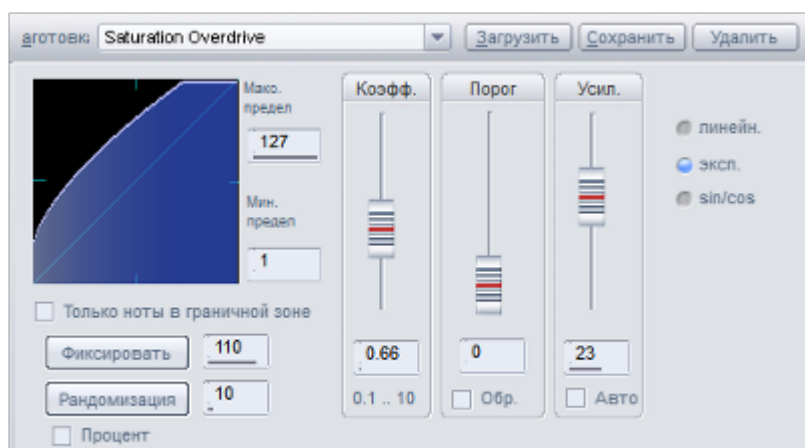 аготовка Saturation Overdrive Загрузить Сохранить Удалить
Макс. предел
127
Мин. предел
1
Только ноты в граничной зоне
Фиксировать 110
Рандомизация 10
Процент
Коэфф.
0.66
0.1 .. 10
Порог
0
Обр.
Усил.
23
Авто
линейн.
эксп.
sin/cos